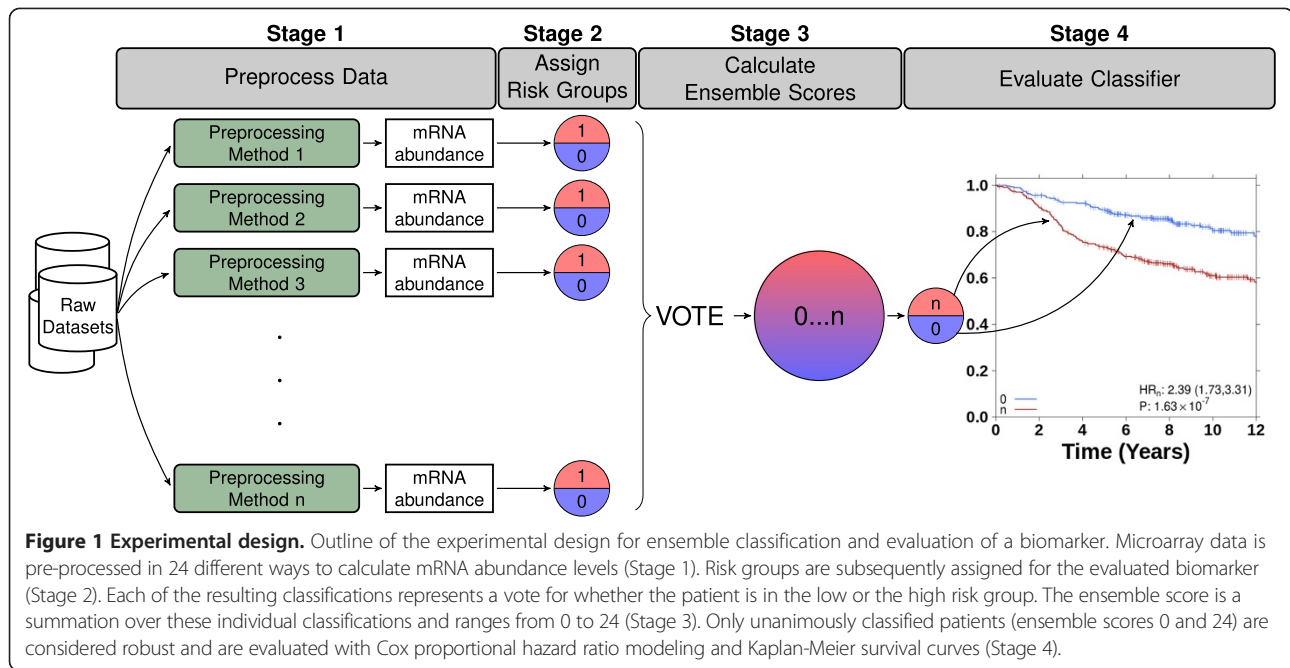 Stage 1 Stage 2 Stage 3 Stage 4
Preprocess Data
Assign
Risk Groups
Calculate
Ensemble Scores
Evaluate Classifier
Raw
Datasets
Preprocessing
Method 1
mRNA
abundance
1
0
Preprocessing
Method 2
mRNA
abundance
1
0
Preprocessing
Method 3
mRNA
abundance
1
0
.
.
.
Preprocessing
Method n
mRNA
abundance
1
0
VOTE
0...n
n
0
1.0
0.8
0.6
0.4
0.2
0.0
0
n
HRn: 2.39 (1.73,3.31)
P: 1.63×10⁻⁷
0 2 4 6 8 10 12
Time (Years)
Figure 1 Experimental design. Outline of the experimental design for ensemble classification and evaluation of a biomarker. Microarray data is
pre-processed in 24 different ways to calculate mRNA abundance levels (Stage 1). Risk groups are subsequently assigned for the evaluated biomarker
(Stage 2). Each of the resulting classifications represents a vote for whether the patient is in the low or the high risk group. The ensemble score is a
summation over these individual classifications and ranges from 0 to 24 (Stage 3). Only unanimously classified patients (ensemble scores 0 and 24) are
considered robust and are evaluated with Cox proportional hazard ratio modeling and Kaplan-Meier survival curves (Stage 4).